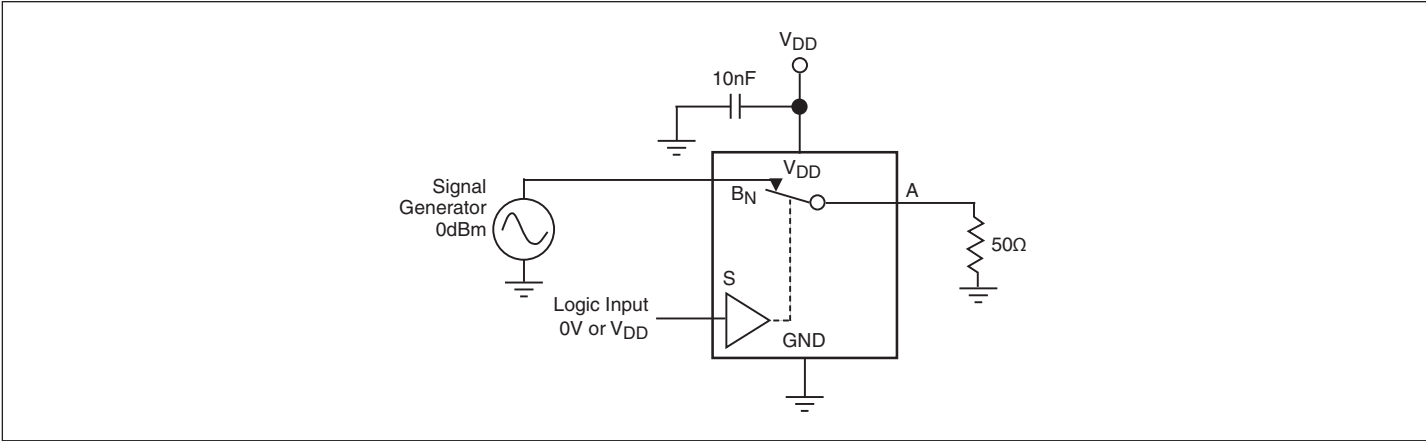 VDD
10nF
VDD
BN
A
Signal
Generator
0dBm
50Ω
S
Logic Input
0V or VDD
GND